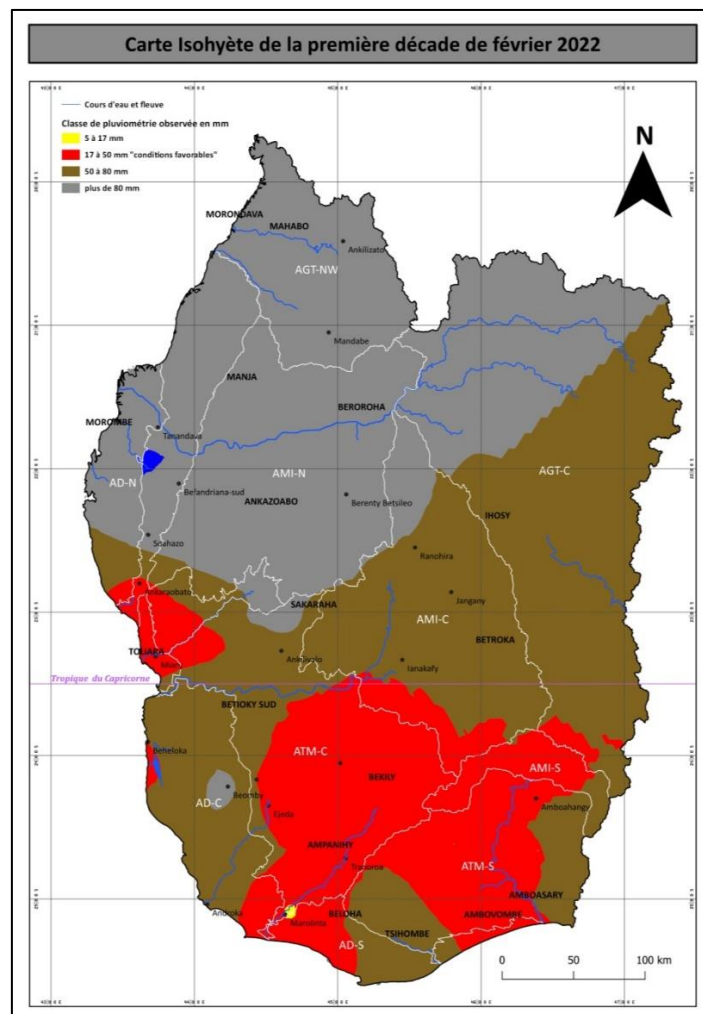 Carte Isohyète de la première décade de février 2022
Cours d'eau et fleuve
Classe de pluviométrie observée en mm
5 à 17 mm
17 à 50 mm "conditions favorables"
50 à 80 mm
plus de 80 mm
N
MORONDAVA
MAHABO
Ankilizato
AGT-NW
Mandabe
MANJA
BEROROHA
MOROMBE
Tanandava
AD-N
Befandriana-sud
AMI-N
ANKAZOABO
Berenty Betsileo
AGT-C
IHOSY
Soahazo
Ranohira
Jangany
SAKARAHA
AMI-C
BETROKA
TOLIARA
Ianakafy
Tropique du Capricorne
BETIOKY SUD
Beheloka
ATM-C
AMI-S
BEKILY
AD-C
Beomby
Ejeda
Amboahangy
AMPANIHY
Tranoroa
ATM-S
AMBOASARY
Androka
Maniolinta
BELOHA
AMBOVOMBE
TSIHOMBE
AD-S
0 50 100 km